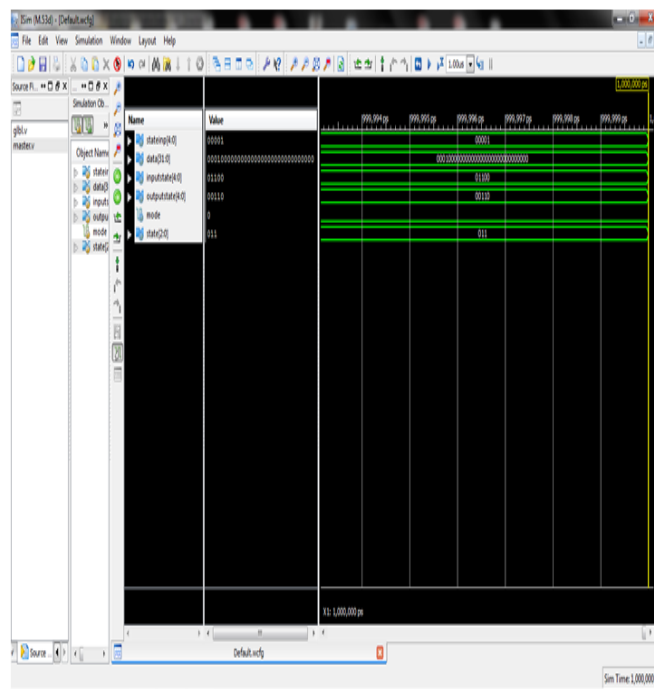 ISim (M.53d) - [Default.wcfg]
File Edit View Simulation Window Layout Help
1.00us
Source Fi...
Simulation Ob...
glbl.v
master.v
Object Name
statein
data[3
inputs
outpu
mode
state[2
Name Value
stateinp[4:0] 00001
data[31:0]
inputstate[4:0] 01100
outputstate[4:0] 00110
mode 0
state[2:0] 011
1,000,000 ps
999,994 ps 999,995 ps 999,996 ps 999,997 ps 999,998 ps 999,999 ps
00001
01100
00110
011
X1: 1,000,000 ps
Source ...
Default.wcfg
Sim Time: 1,000,000